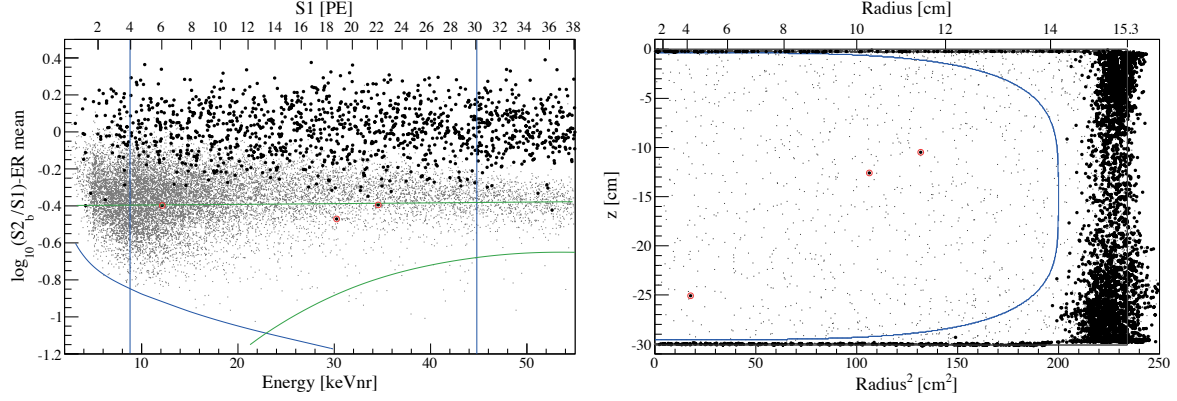 S1 [PE]
2 4 6 8 10 12 14 16 18 20 22 24 26 28 30 32 34 36 38
0.4
0.2
0
-0.2
-0.4
-0.6
-0.8
-1
-1.2
log10(S2b/S1)-ER mean
10 20 30 40 50
Energy [keVnr]
Radius [cm]
2 4 6 8 10 12 14 15.3
0
-5
-10
-15
-20
-25
-30
z [cm]
0 50 100 150 200 250
Radius2 [cm2]